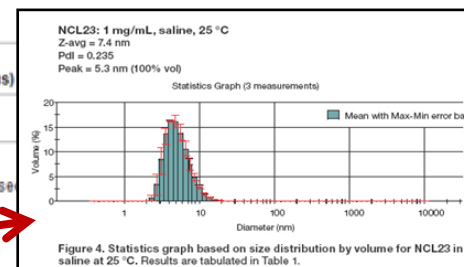 NCL23: 1 mg/mL, saline, 25 °C
Z-avg = 7.4 nm
PdI = 0.235
Peak = 5.3 nm (100% vol)
Statistics Graph (3 measurements)
Mean with Max-Min error ba
Volume (%)
20
15
10
5
0
1 10 100 1000 10000
Diameter (nm)
Figure 4. Statistics graph based on size distribution by volume for NCL23 in
saline at 25 °C. Results are tabulated in Table 1.
s)